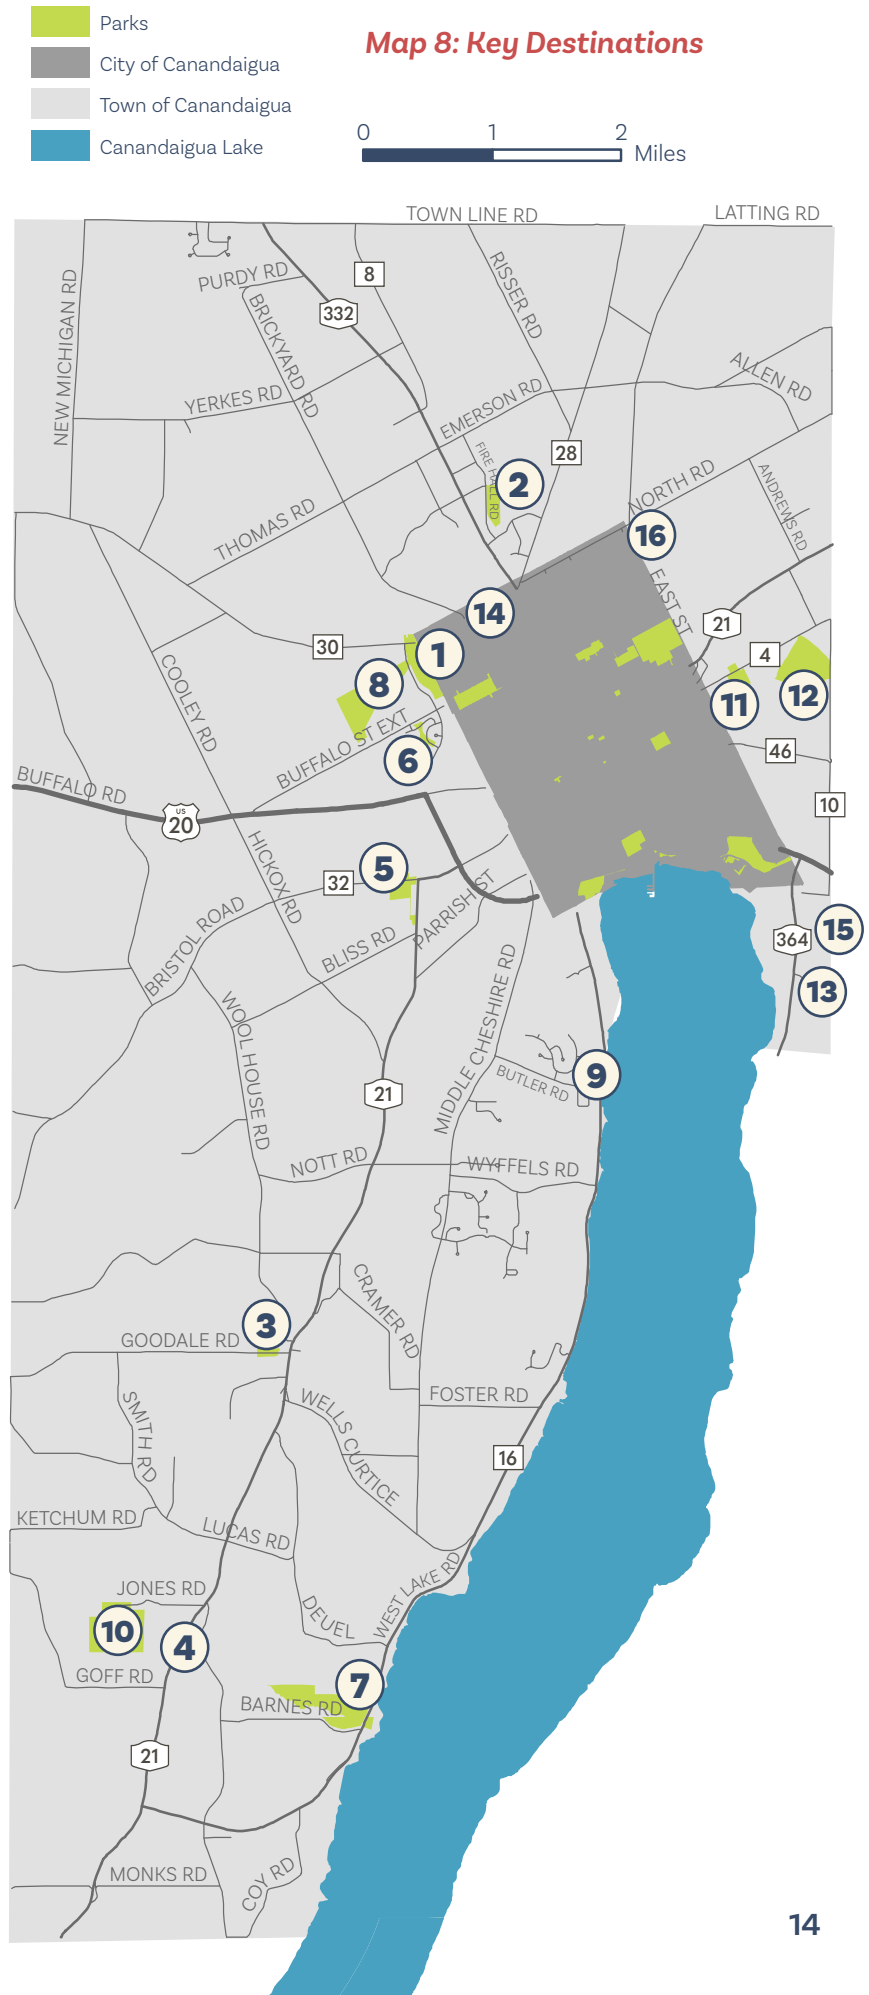 Parks
City of Canandaigua
Town of Canandaigua
Canandaigua Lake
Map 8: Key Destinations
0 1 2
Miles
TOWN LINE RD
LATTING RD
NEW MICHIGAN RD
PURDY RD
8
332
RISSER RD
BRICKYARD RD
ALLEN RD
YERKES RD
EMERSON RD
28
FIRE HALL RD
2
NORTH RD
ANDREWS RD
THOMAS RD
16
EAST ST
14
21
30
1
4
8
11
12
COOLEY RD
BUFFALO ST EXT
6
46
BUFFALO RD
US
20
10
HICKOX RD
5
32
BRISTOL ROAD
PARRISH ST
BLISS RD
364
15
13
MIDDLE CHESHIRE RD
WOOL HOUSE RD
9
BUTLER RD
21
NOTT RD
WYFFELS RD
CRAMER RD
3
GOODALE RD
SMITH RD
WELLS CURTICE
FOSTER RD
16
KETCHUM RD
LUCAS RD
WEST LAKE RD
JONES RD
DEUEL
10
4
GOFF RD
7
BARNES RD
21
MONKS RD
COY RD
14